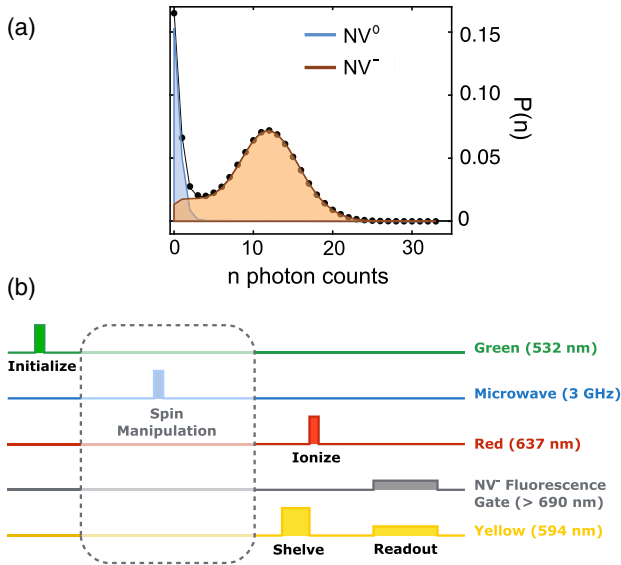 (a)
NV⁰
NV⁻
0.15
0.10
0.05
0
P(n)
0 10 20 30
n photon counts
(b)
Initialize
Green (532 nm)
Spin
Manipulation
Microwave (3 GHz)
Ionize
Red (637 nm)
NV⁻ Fluorescence
Gate (> 690 nm)
Shelve
Readout
Yellow (594 nm)